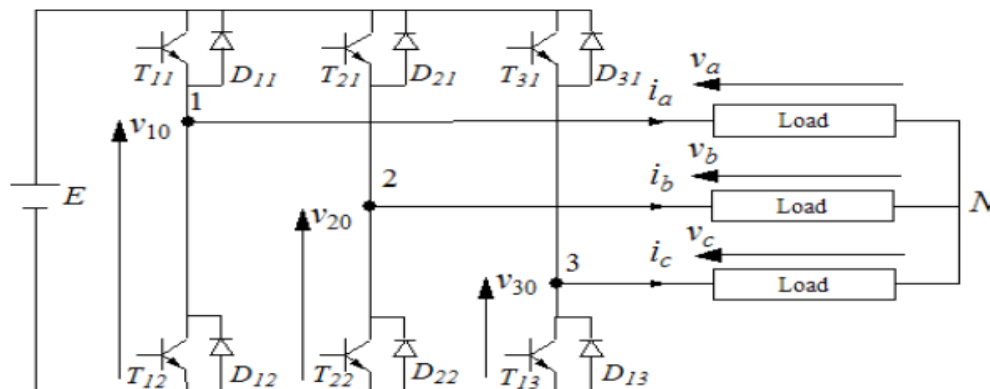 T11 D11 T21 D21 T31 D31
va
1 ia Load
v10
vb
E 2 ib Load N
v20
vc
3 ic Load
v30
T12 D12 T22 D22 T13 D13